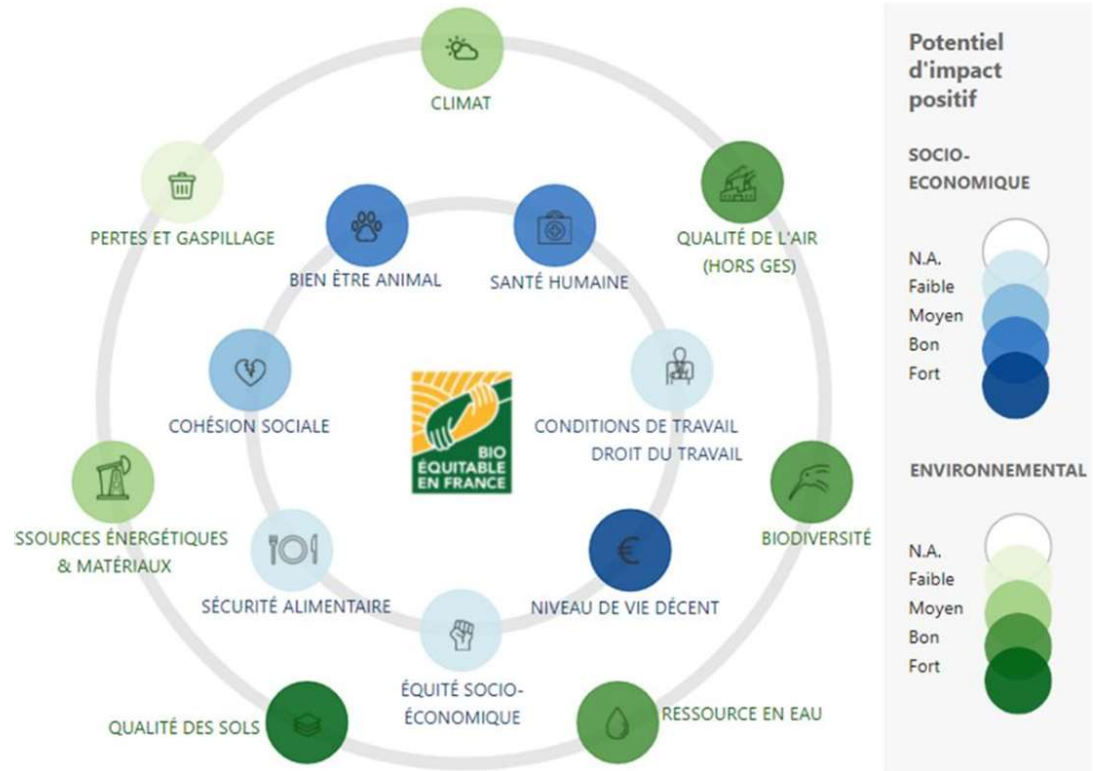 CLIMAT
PERTES ET GASPILLAGE
QUALITÉ DE L'AIR
(HORS GES)
BIEN ÊTRE ANIMAL
SANTÉ HUMAINE
COHÉSION SOCIALE
CONDITIONS DE TRAVAIL
DROIT DU TRAVAIL
BIO
ÉQUITABLE
EN FRANCE
SSOURCES ÉNERGÉTIQUES
& MATÉRIAUX
BIODIVERSITÉ
SÉCURITÉ ALIMENTAIRE
€
NIVEAU DE VIE DÉCENT
ÉQUITÉ SOCIO-
ÉCONOMIQUE
QUALITÉ DES SOLS
RESSOURCE EN EAU
Potentiel
d'impact
positif
SOCIO-
ECONOMIQUE
N.A.
Faible
Moyen
Bon
Fort
ENVIRONNEMENTAL
N.A.
Faible
Moyen
Bon
Fort